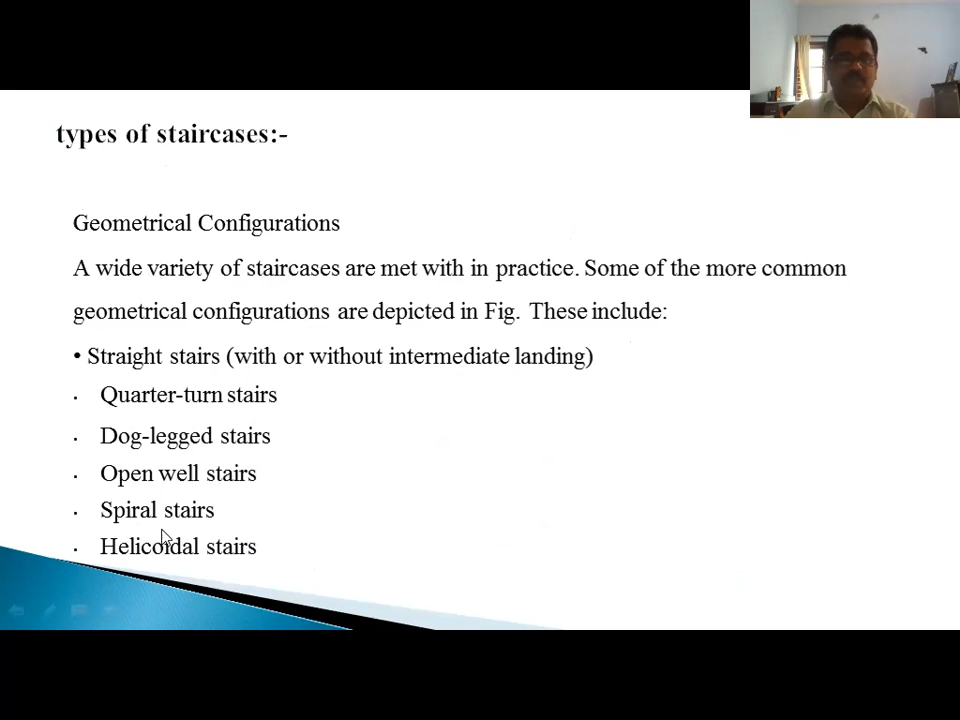 types of staircases:-
Geometrical Configurations
A wide variety of staircases are met with in practice. Some of the more common
geometrical configurations are depicted in Fig. These include:
• Straight stairs (with or without intermediate landing)
• Quarter-turn stairs
• Dog-legged stairs
• Open well stairs
• Spiral stairs
• Helicoidal stairs